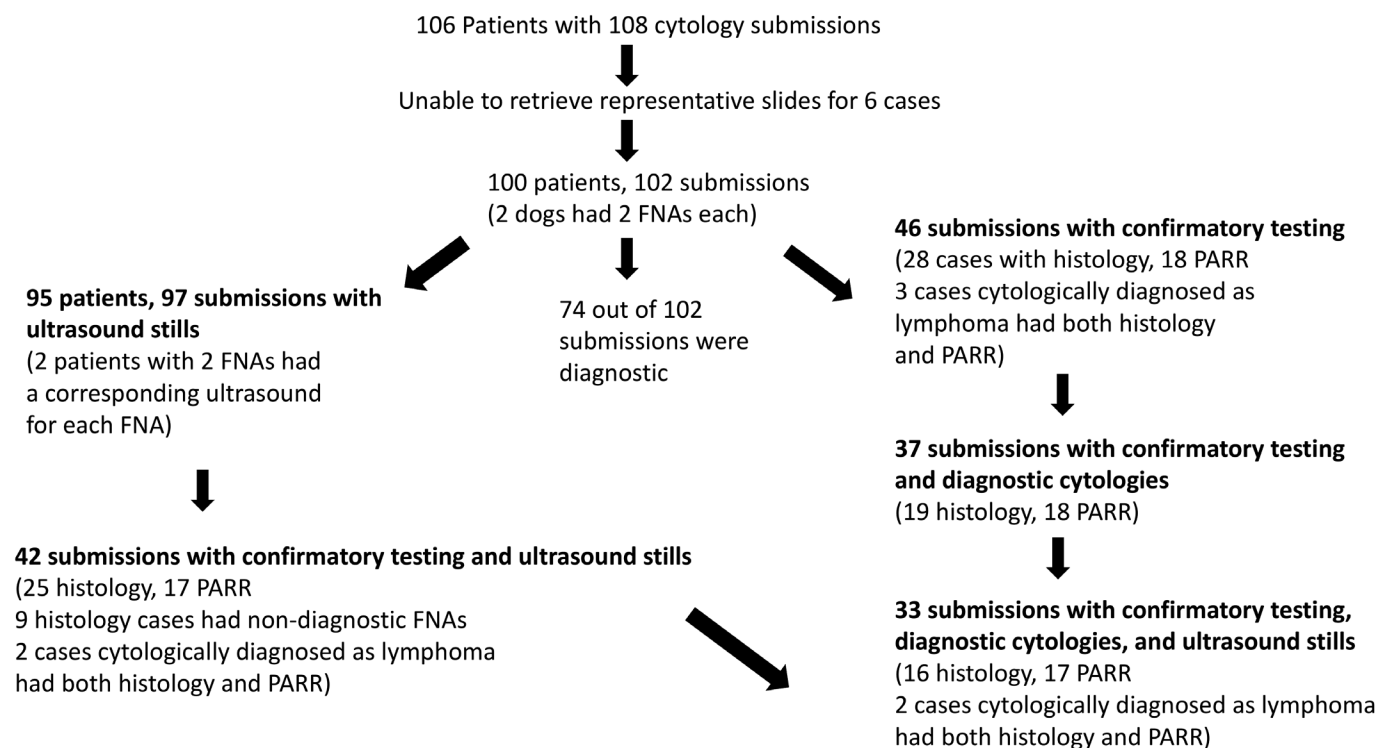 106 Patients with 108 cytology submissions
Unable to retrieve representative slides for 6 cases
100 patients, 102 submissions
(2 dogs had 2 FNAs each)
95 patients, 97 submissions with
ultrasound stills
(2 patients with 2 FNAs had
a corresponding ultrasound
for each FNA)
74 out of 102
submissions were
diagnostic
46 submissions with confirmatory testing
(28 cases with histology, 18 PARR
3 cases cytologically diagnosed as
lymphoma had both histology
and PARR)
37 submissions with confirmatory testing
and diagnostic cytologies
(19 histology, 18 PARR)
42 submissions with confirmatory testing and ultrasound stills
(25 histology, 17 PARR
9 histology cases had non-diagnostic FNAs
2 cases cytologically diagnosed as lymphoma
had both histology and PARR)
33 submissions with confirmatory testing,
diagnostic cytologies, and ultrasound stills
(16 histology, 17 PARR
2 cases cytologically diagnosed as lymphoma
had both histology and PARR)